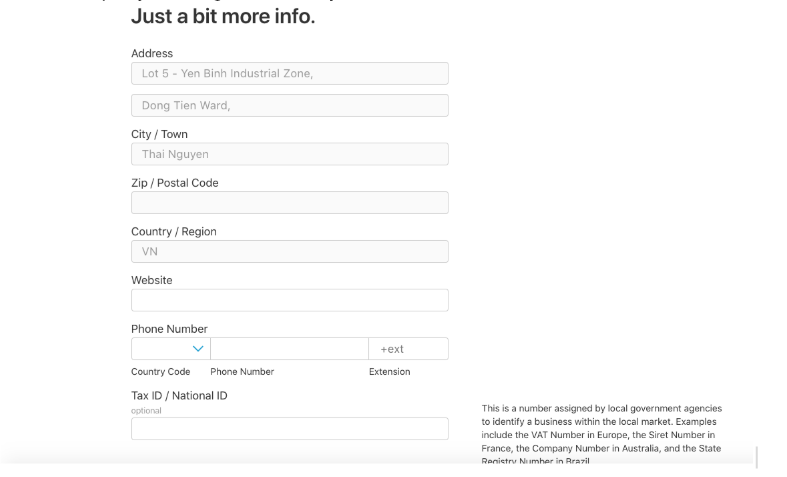 Just a bit more info.
Address
Lot 5 - Yen Binh Industrial Zone,
Dong Tien Ward,
City / Town
Thai Nguyen
Zip / Postal Code
Country / Region
VN
Website
Phone Number
+ext
Country Code Phone Number Extension
Tax ID / National ID
optional
This is a number assigned by local government agencies
to identify a business within the local market. Examples
include the VAT Number in Europe, the Siret Number in
France, the Company Number in Australia, and the State
Registry Number in Brazil